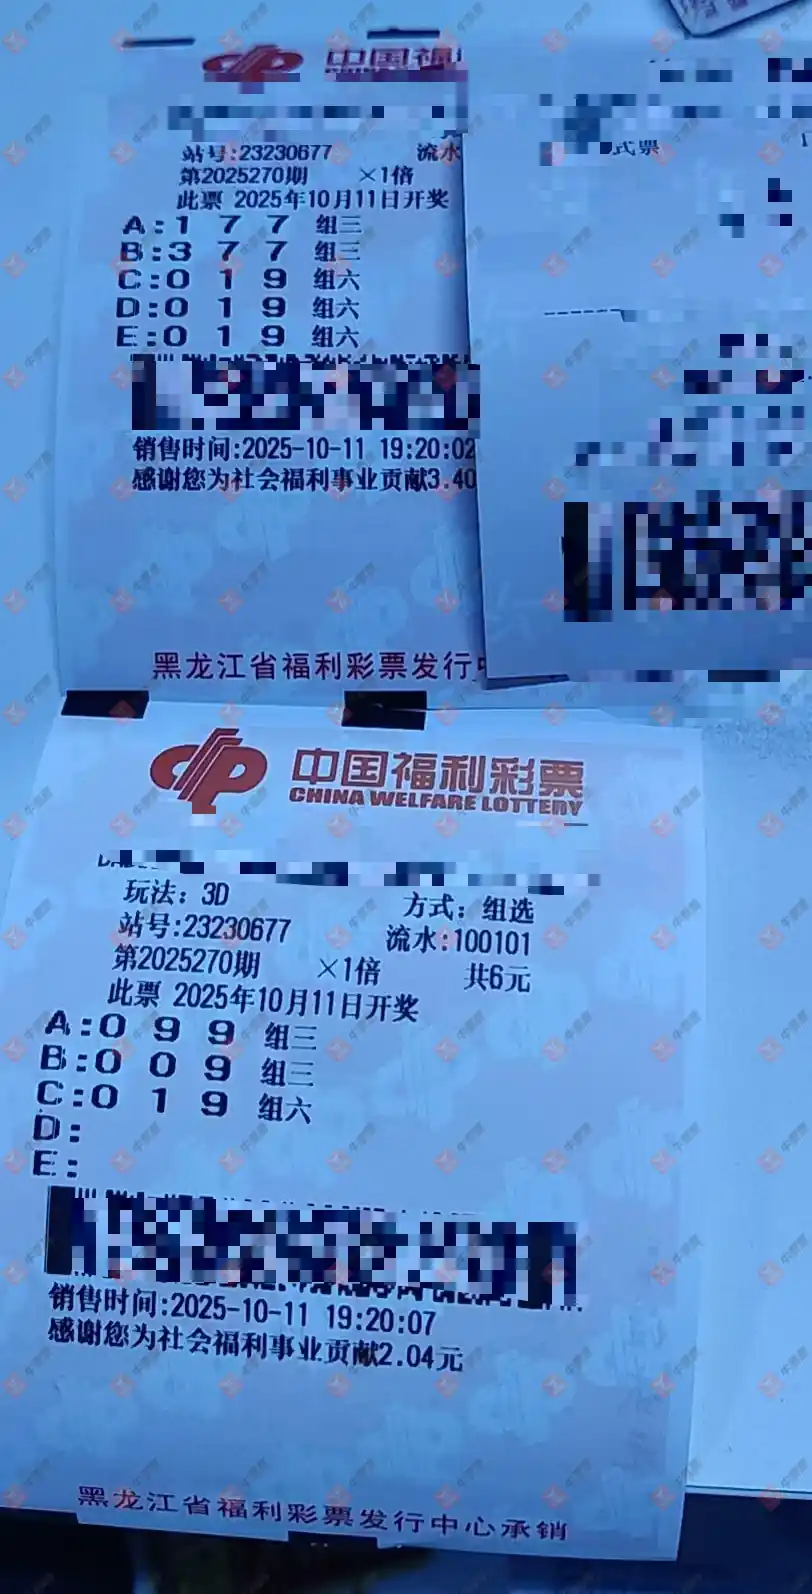 中国福
站号:23230677 流水
第2025270期 ×1倍
此票 2025年10月11日开奖
A:1 7 7 组三
B:3 7 7 组三
C:0 1 9 组六
D:0 1 9 组六
E:0 1 9 组六
销售时间:2025-10-11 19:20:02
感谢您为社会福利事业贡献3.40
黑龙江省福利彩票发行
式票
中国福利彩票
CHINA WELFARE LOTTERY
玩法：3D 方式：组选
站号:23230677 流水:100101
第2025270期 ×1倍 共6元
此票 2025年10月11日开奖
A:0 9 9 组三
B:0 0 9 组三
C:0 1 9 组六
D:
E:
销售时间:2025-10-11 19:20:07
感谢您为社会福利事业贡献2.04元
黑龙江省福利彩票发行中心承销